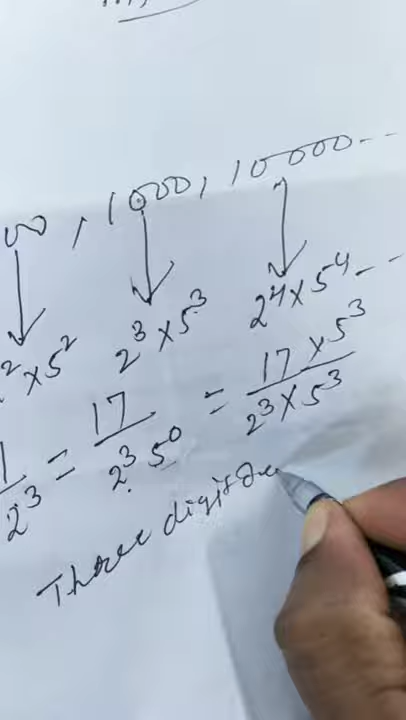 00, 1000, 10000--
2² × 5² 2³ × 5³ 2⁴ × 5⁴--
1/2³ = 17/2³ 5⁰ = 17 × 5³/2³ × 5³
Three digit